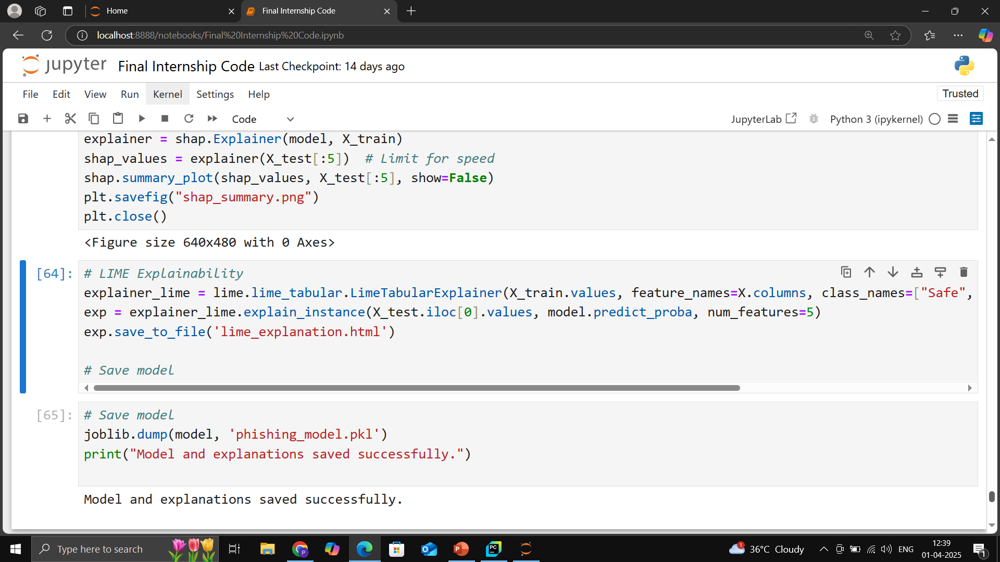 Home
Final Internship Code
localhost:8888/notebooks/Final%20Internship%20Code.ipynb
jupyter Final Internship Code Last Checkpoint: 14 days ago
File Edit View Run Kernel Settings Help
Trusted
Code
JupyterLab
Python 3 (ipykernel)
explainer = shap.Explainer(model, X_train)
shap_values = explainer(X_test[:5])  # Limit for speed
shap.summary_plot(shap_values, X_test[:5], show=False)
plt.savefig("shap_summary.png")
plt.close()
<Figure size 640x480 with 0 Axes>
[64]:
# LIME Explainability
explainer_lime = lime.lime_tabular.LimeTabularExplainer(X_train.values, feature_names=X.columns, class_names=["Safe",
exp = explainer_lime.explain_instance(X_test.iloc[0].values, model.predict_proba, num_features=5)
exp.save_to_file('lime_explanation.html')
# Save model
[65]:
# Save model
joblib.dump(model, 'phishing_model.pkl')
print("Model and explanations saved successfully.")
Model and explanations saved successfully.
Type here to search
P
PC
P
1
36°C Cloudy
ENG
12:39
01-04-2025
1